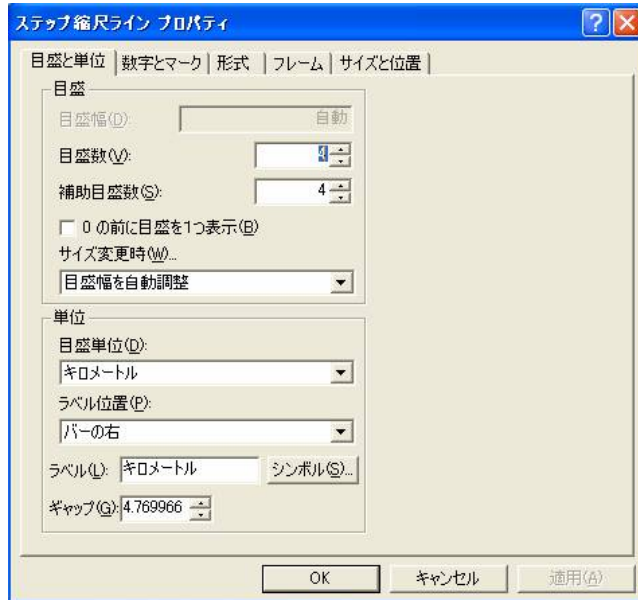 ステップ縮尺ライン プロパティ
目盛と単位 数字とマーク 形式 フレーム サイズと位置
目盛
目盛幅(D): 自動
目盛数(V): 4
補助目盛数(S): 4
0 の前に目盛を1つ表示(B)
サイズ変更時(W)...
目盛幅を自動調整
単位
目盛単位(D):
キロメートル
ラベル位置(P):
バーの右
ラベル(L): キロメートル シンボル(S)...
ギャップ(G): 4.769966
OK キャンセル 適用(A)